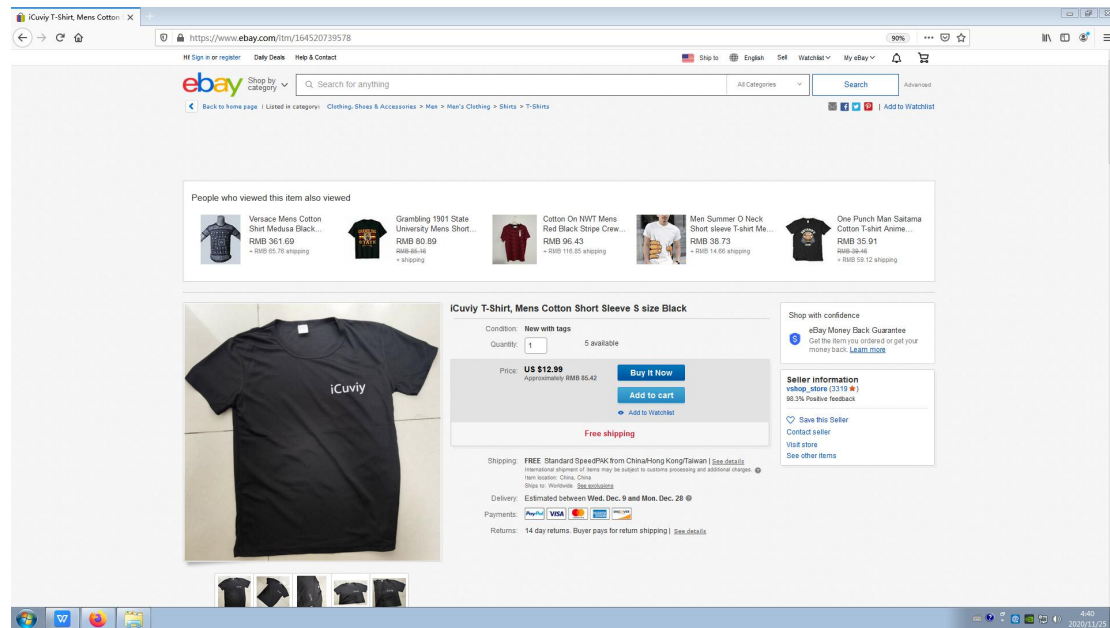 iCuviy T-Shirt, Mens Cotton
https://www.ebay.com/itm/164520739578
90%
Hi! Sign in or register Daily Deals Help & Contact
Ship to English Sell Watchlist My eBay
ebay
Shop by category
Search for anything
All Categories
Search
Advanced
Back to home page | Listed in category: Clothing, Shoes & Accessories > Men > Men's Clothing > Shirts > T-Shirts
| Add to Watchlist
People who viewed this item also viewed
Versace Mens Cotton
Shirt Medusa Black...
RMB 361.69
+ RMB 65.76 shipping
Grambling 1901 State
University Mens Short...
RMB 80.89
RMB 85.16
+ shipping
Cotton On NWT Mens
Red Black Stripe Crew...
RMB 96.43
+ RMB 116.85 shipping
Men Summer O Neck
Short sleeve T-shirt Me...
RMB 38.73
+ RMB 14.66 shipping
One Punch Man Saitama
Cotton T-shirt Anime...
RMB 35.91
RMB 39.46
+ RMB 59.12 shipping
iCuviy
iCuviy T-Shirt, Mens Cotton Short Sleeve S size Black
Condition: New with tags
Quantity: 1 5 available
Price: US $12.99
Approximately RMB 85.42
Buy It Now
Add to cart
Add to Watchlist
Free shipping
Shipping: FREE Standard SpeedPAK from China/Hong Kong/Taiwan | See details
International shipment of items may be subject to customs processing and additional charges.
Item location: China, China
Ships to: Worldwide See exclusions
Delivery: Estimated between Wed. Dec. 9 and Mon. Dec. 28
Payments: PayPal VISA
Returns: 14 day returns. Buyer pays for return shipping | See details
Shop with confidence
eBay Money Back Guarantee
Get the item you ordered or get your
money back. Learn more
Seller information
vshop_store (3319)
98.3% Positive feedback
Save this Seller
Contact seller
Visit store
See other items
4:40
2020/11/25